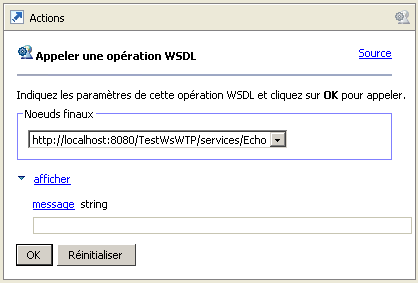 Actions
Appeler une opération WSDL
Source
Indiquez les paramètres de cette opération WSDL et cliquez sur OK pour appeler.
Noeuds finaux
http://localhost:8080/TestWsWTP/services/Echo
afficher
message string
OK Réinitialiser